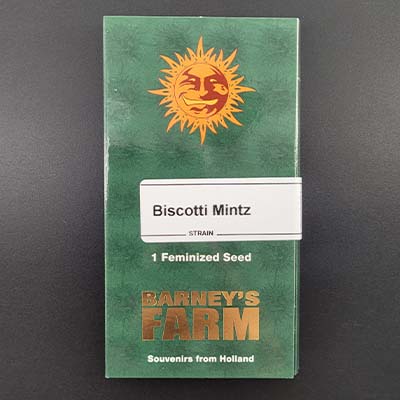 Biscotti Mintz
STRAIN
1 Feminized Seed
BARNEY'S
FARM
Souvenirs from Holland